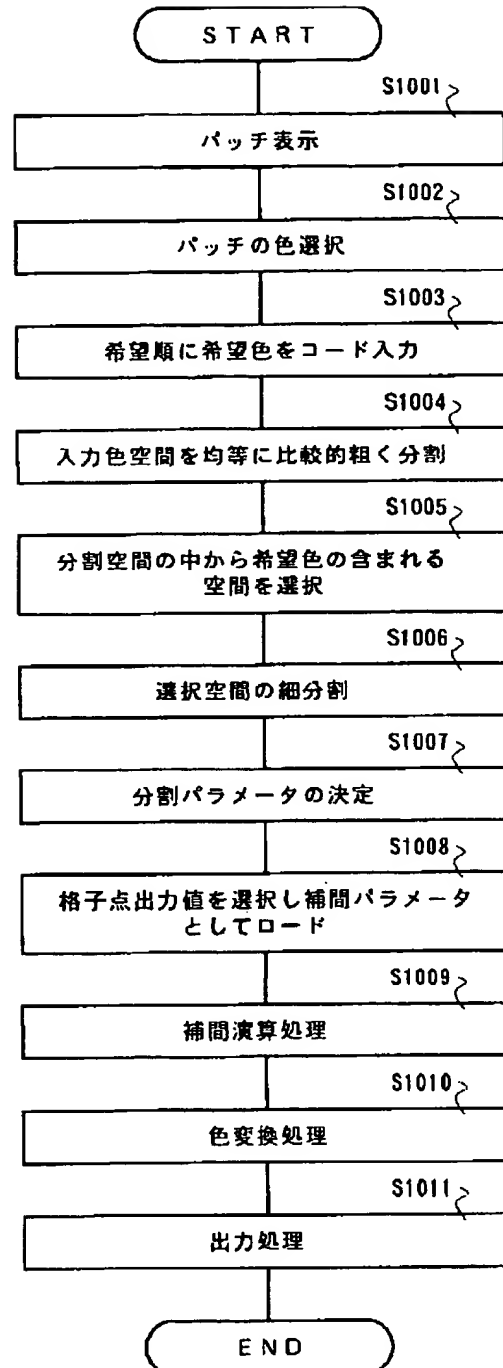 START
S1001
パッチ表示
S1002
パッチの色選択
S1003
希望順に希望色をコード入力
S1004
入力色空間を均等に比較的粗く分割
S1005
分割空間の中から希望色の含まれる
空間を選択
S1006
選択空間の細分割
S1007
分割パラメータの決定
S1008
格子点出力値を選択し補間パラメータ
としてロード
S1009
補間演算処理
S1010
色変換処理
S1011
出力処理
END